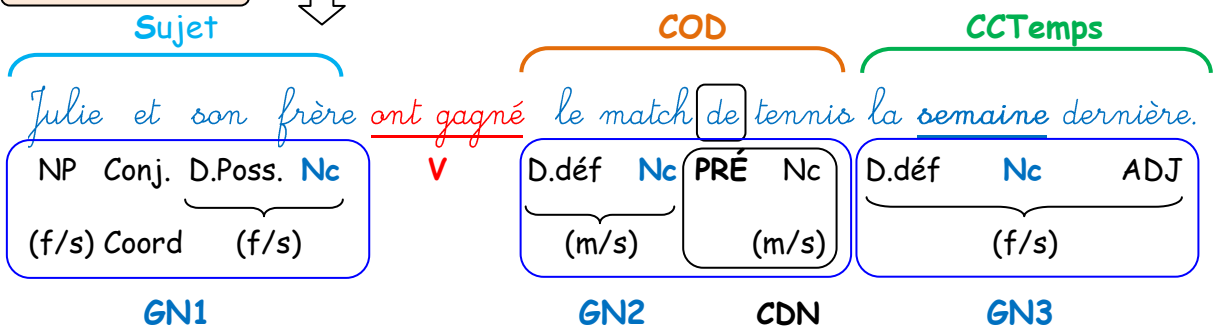 Sujet COD CCTemps
Julie et son frère ont gagné le match de tennis la semaine dernière.
NP Conj. D.Poss. Nc V D.déf Nc PRÉ Nc D.déf Nc ADJ
(f/s) Coord (f/s) (m/s) (m/s) (f/s)
GN1 GN2 CDN GN3